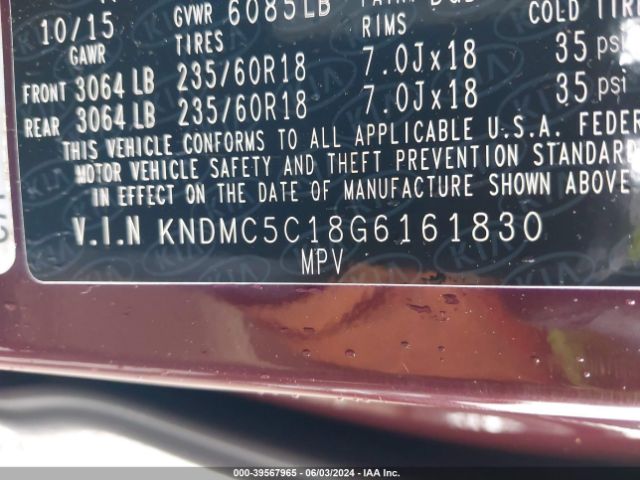 10/15 GVWR 6085LB
GAWR TIRES RIMS COLD TIR
FRONT 3064 LB 235/60R18 7.0Jx18 35 psi
REAR 3064 LB 235/60R18 7.0Jx18 35 psi
THIS VEHICLE CONFORMS TO ALL APPLICABLE U.S.A. FEDER
MOTOR VEHICLE SAFETY AND THEFT PREVENTION STANDARD
IN EFFECT ON THE DATE OF MANUFACTURE SHOWN ABOVE
V.I.N KNDMC5C18G6161830
MPV
000-39567965 - 06/03/2024 - IAA Inc.